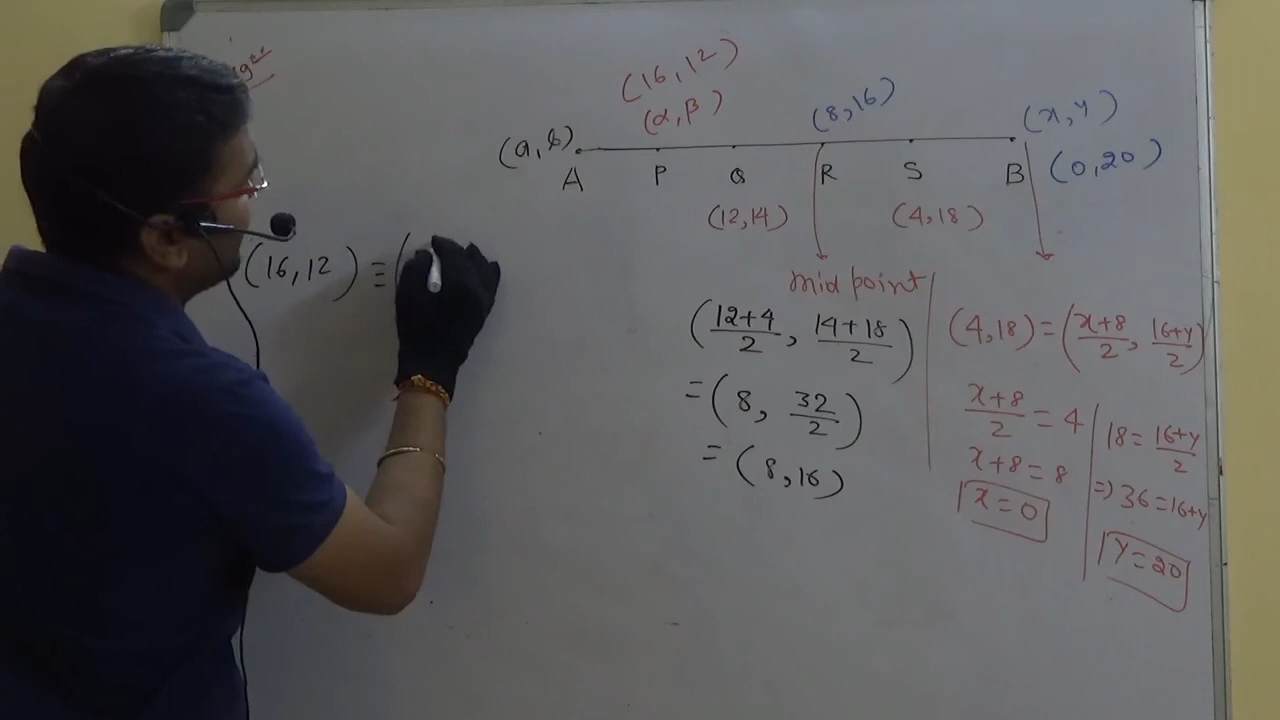 (16, 12)
(α, β)
(8, 16)
(x, y)
(a, b)
(0, 20)
A P Q R S B
(12, 14)
(4, 18)
(16, 12) ≡ (
mid point
(12+4/2, 14+18/2)
= (8, 32/2)
= (8, 16)
(4, 18) = (x+8/2, 16+y/2)
x+8/2 = 4
x+8 = 8
x = 0
18 = 16+y/2
⇒ 36 = 16+y
y = 20